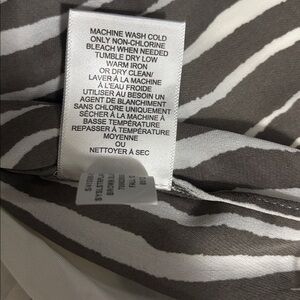 MACHINE WASH COLD
ONLY NON-CHLORINE
BLEACH WHEN NEEDED
TUMBLE DRY LOW
WARM IRON
OR DRY CLEAN/
LAVER À LA MACHINE
À L'EAU FROIDE
UTILISER AU BESOIN UN
AGENT DE BLANCHIMENT
SANS CHLORE UNIQUEMENT
SÉCHER À LA MACHINE À
BASSE TEMPÉRATURE
REPASSER À TEMPÉRATURE
MOYENNE
OU
NETTOYER À SEC